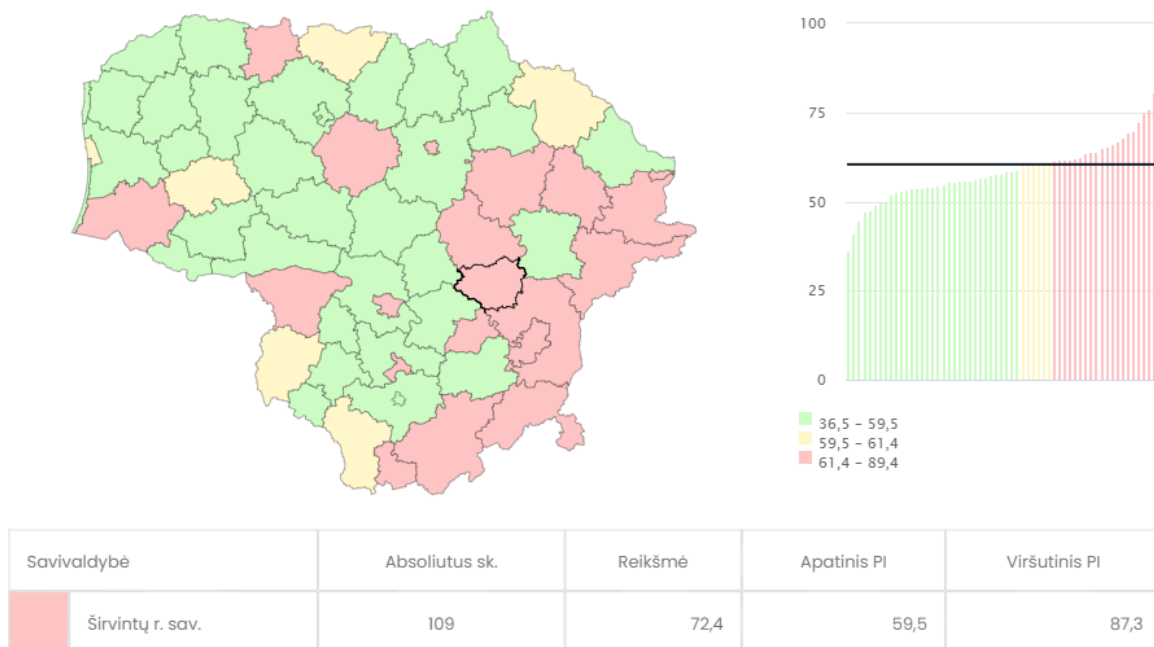 100
75
50
25
0
36,5 – 59,5
59,5 – 61,4
61,4 – 89,4
Savivaldybė Absoliutus sk. Reikšmė Apatinis PI Viršutinis PI
Širvintų r. sav. 109 72,4 59,5 87,3